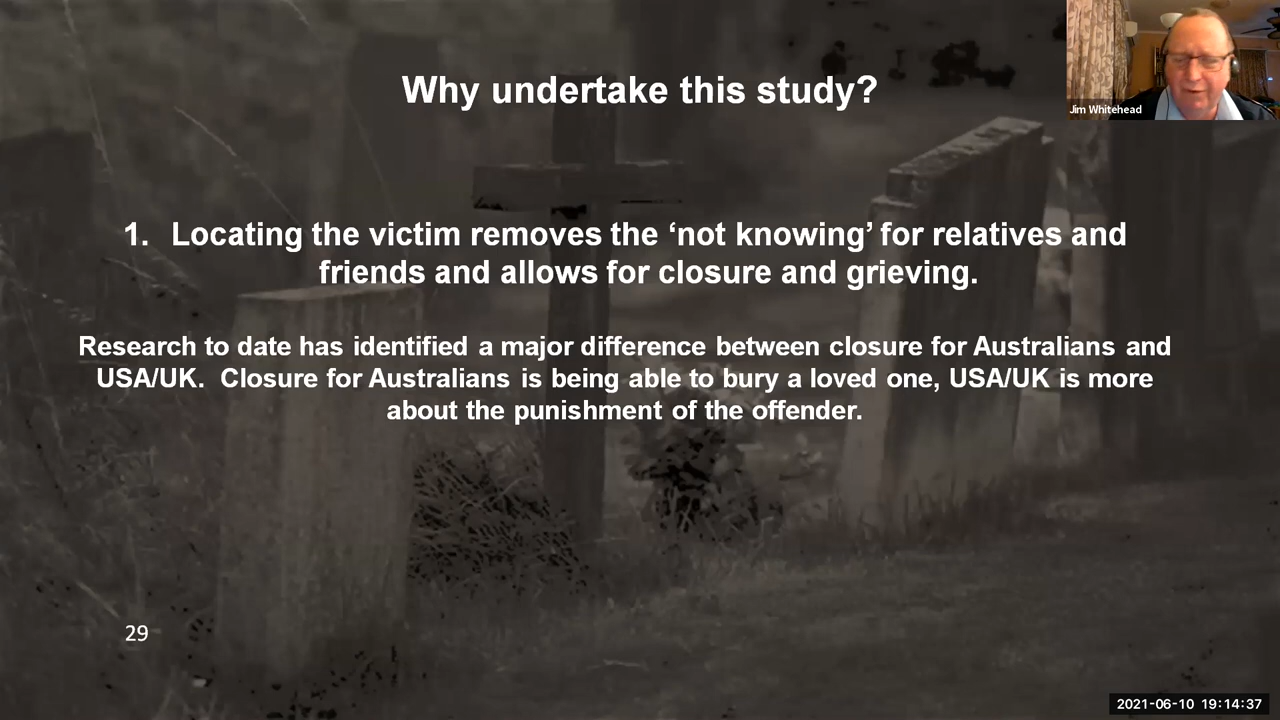 Why undertake this study?
Jim Whitehead
1. Locating the victim removes the ‘not knowing’ for relatives and
friends and allows for closure and grieving.
Research to date has identified a major difference between closure for Australians and
USA/UK. Closure for Australians is being able to bury a loved one, USA/UK is more
about the punishment of the offender.
29
2021-06-10 19:14:37